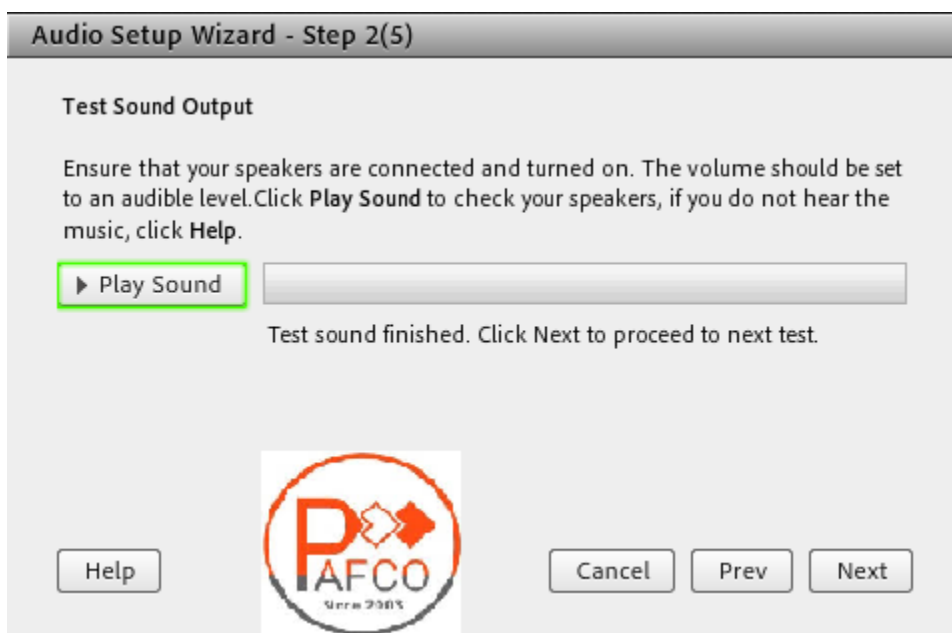 Audio Setup Wizard - Step 2(5)
Test Sound Output
Ensure that your speakers are connected and turned on. The volume should be set
to an audible level.Click Play Sound to check your speakers, if you do not hear the
music, click Help.
Play Sound
Test sound finished. Click Next to proceed to next test.
PAFCO
Since 2003
Help
Cancel
Prev
Next